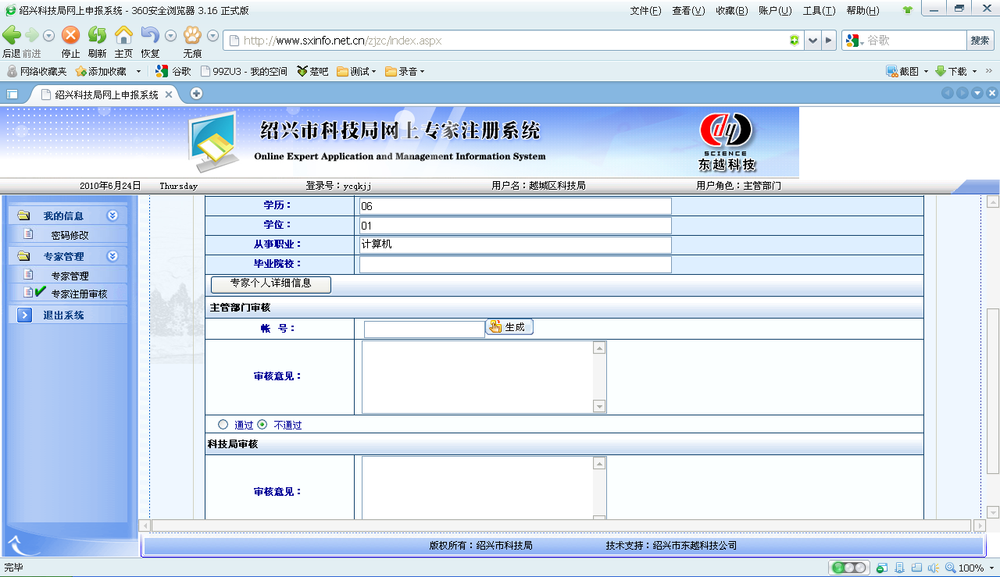 绍兴科技局网上申报系统 - 360安全浏览器 3.16 正式版
文件(F) 查看(V) 收藏(B) 账户(U) 工具(T) 帮助(H)
http://www.sxinfo.net.cn/zjzc/index.aspx
谷歌 搜索
后退 前进 停止 刷新 主页 恢复 无痕
网络收藏夹 添加收藏 谷歌 99ZU3 - 我的空间 楚吧 测试 录音 截图 下载
绍兴科技局网上申报系统
绍兴市科技局网上专家注册系统
Online Expert Application and Management Information System
SCIENCE
东越科技
2010年6月24日 Thursday 登录号：ycqkjj 用户名：越城区科技局 用户角色：主管部门
我的信息
密码修改
专家管理
专家管理
专家注册审核
退出系统
学历： 06
学位： 01
从事职业： 计算机
毕业院校：
专家个人详细信息
主管部门审核
帐 号： 生成
审核意见：
通过 不通过
科技局审核
审核意见：
版权所有：绍兴市科技局 技术支持：绍兴市东越科技公司
完毕 100%